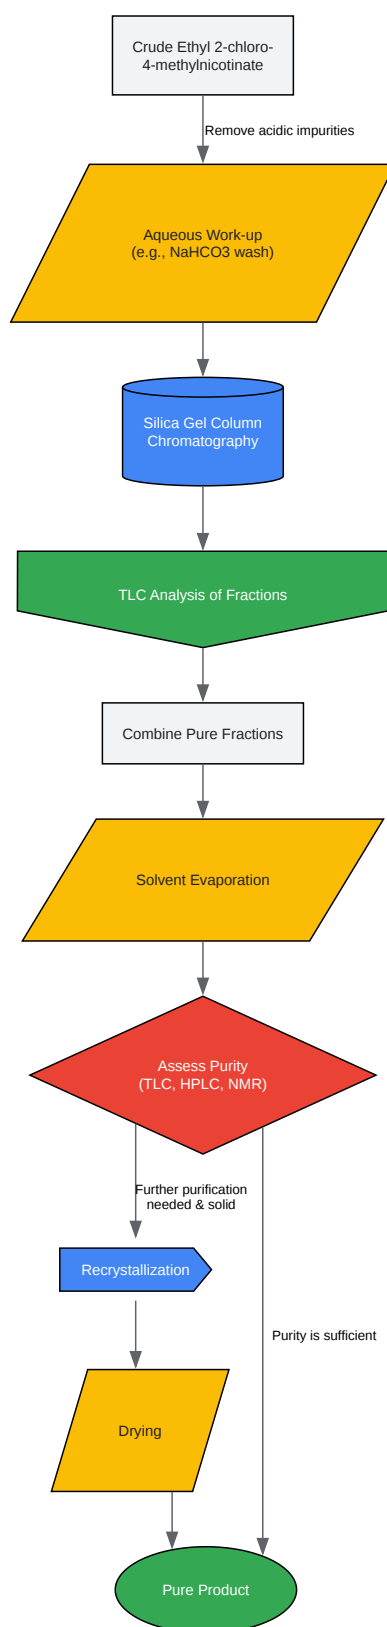 Crude Ethyl 2-chloro-
4-methylnicotinate
Remove acidic impurities
Aqueous Work-up
(e.g., NaHCO3 wash)
Silica Gel Column
Chromatography
TLC Analysis of Fractions
Combine Pure Fractions
Solvent Evaporation
Assess Purity
(TLC, HPLC, NMR)
Further purification
needed & solid
Recrystallization
Purity is sufficient
Drying
Pure Product